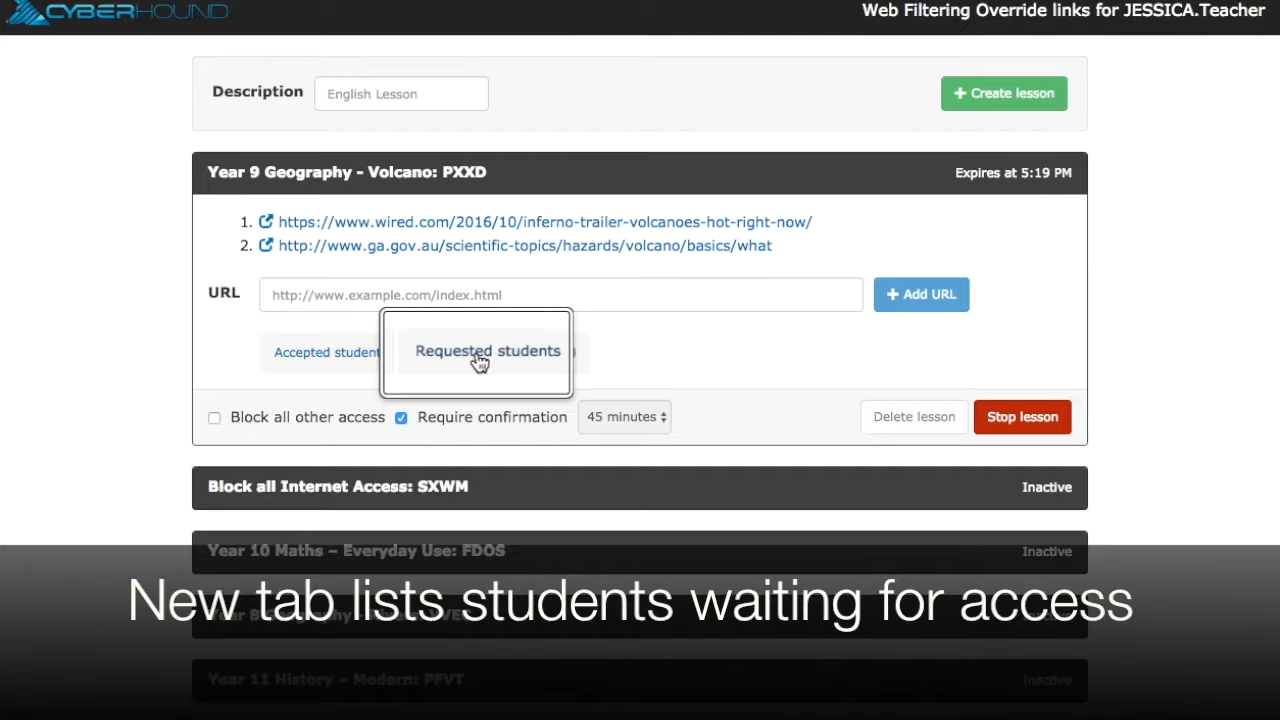 CYBERHOUND
Web Filtering Override links for JESSICA.Teacher
Description
English Lesson
+ Create lesson
Year 9 Geography - Volcano: PXXD
Expires at 5:19 PM
1. https://www.wired.com/2016/10/inferno-trailer-volcanoes-hot-right-now/
2. http://www.ga.gov.au/scientific-topics/hazards/volcano/basics/what
URL
http://www.example.com/index.html
+ Add URL
Accepted student
Requested students
)
Block all other access
Require confirmation
45 minutes
Delete lesson
Stop lesson
Block all Internet Access: SXWM
Inactive
Year 10 Maths – Everyday Use: FDOS
Inactive
New tab lists students waiting for access
Year 8 Geography
Year 11 History – Modern: PFVT
Inactive